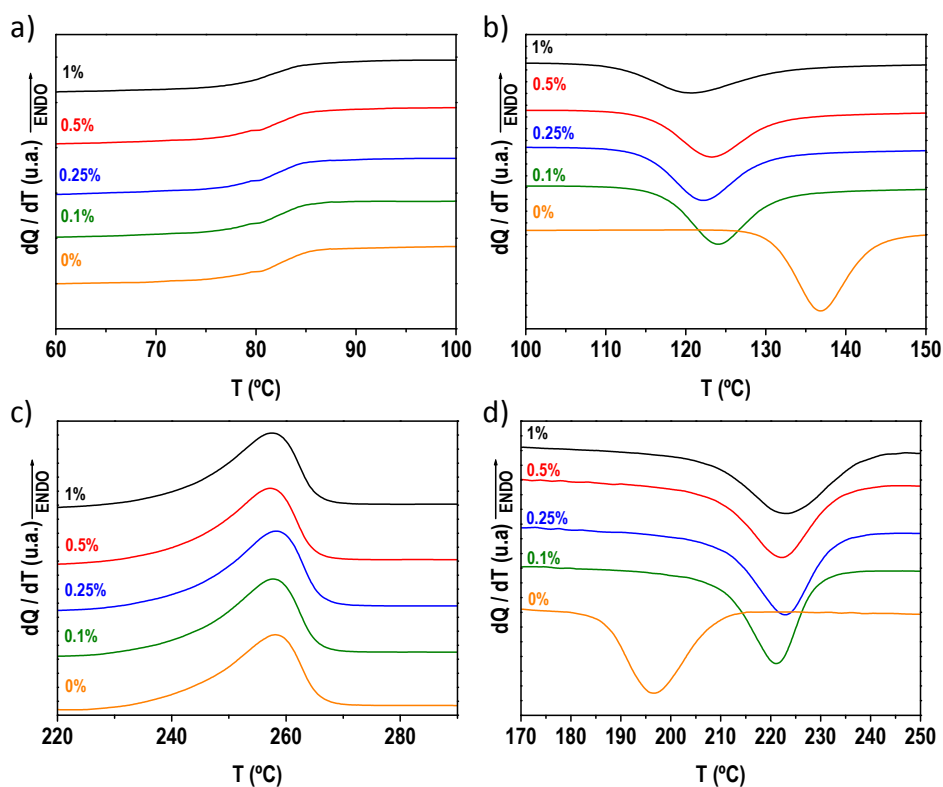 a)
dQ / dT (u.a.) ENDO
1%
0.5%
0.25%
0.1%
0%
60 70 80 90 100
T (ºC)
b)
dQ / dT (u.a.) ENDO
1%
0.5%
0.25%
0.1%
0%
100 110 120 130 140 150
T (ºC)
c)
dQ / dT (u.a.) ENDO
1%
0.5%
0.25%
0.1%
0%
220 240 260 280
T (ºC)
d)
dQ / dT (u.a) ENDO
1%
0.5%
0.25%
0.1%
0%
170 180 190 200 210 220 230 240 250
T (ºC)